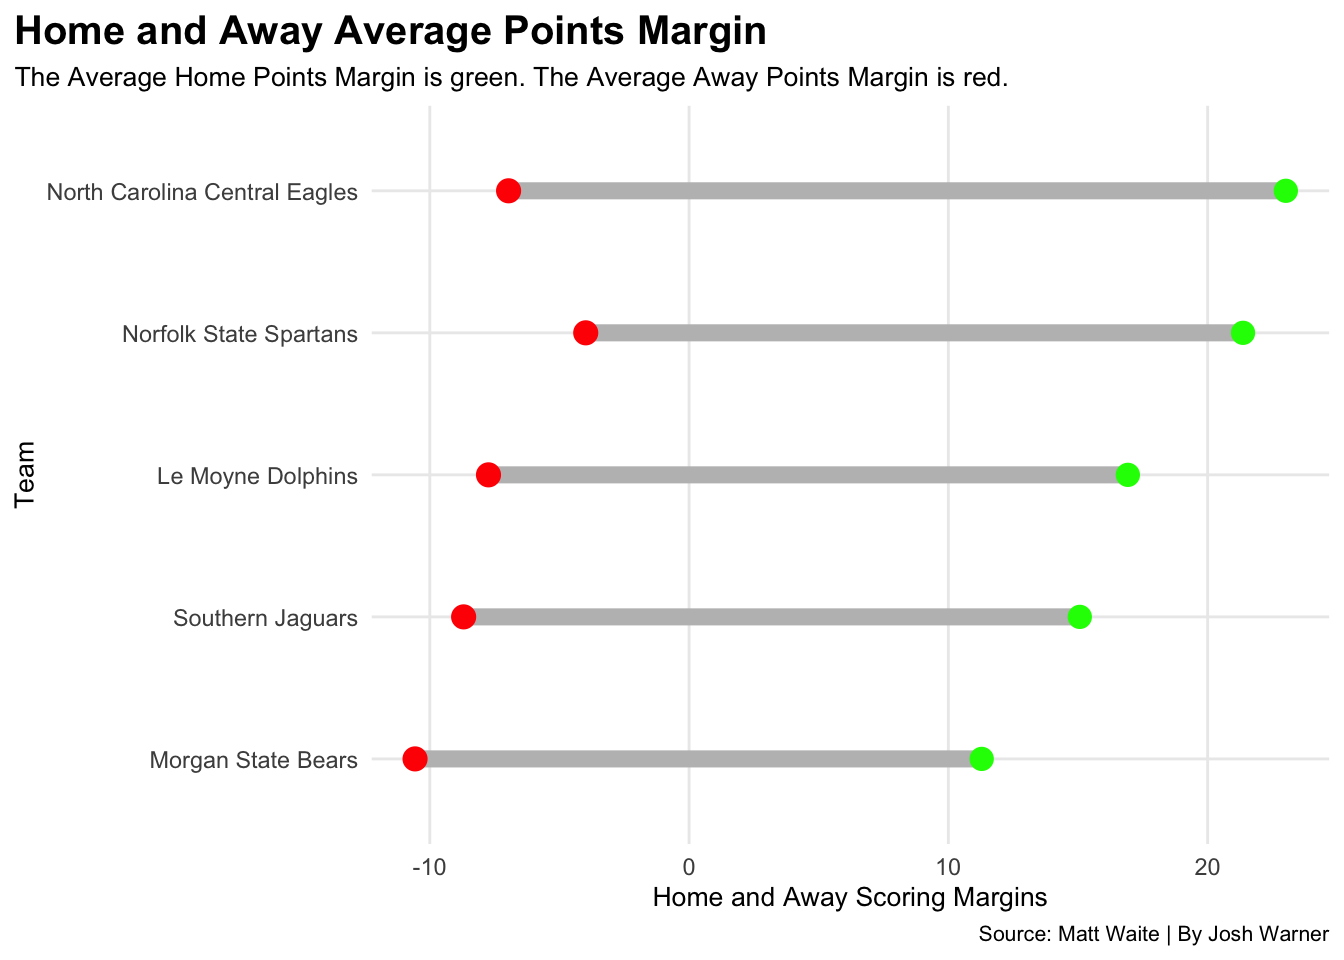 Home and Away Average Points Margin
The Average Home Points Margin is green. The Average Away Points Margin is red.
North Carolina Central Eagles
Norfolk State Spartans
Le Moyne Dolphins
Southern Jaguars
Morgan State Bears
Team
-10 0 10 20
Home and Away Scoring Margins
Source: Matt Waite | By Josh Warner